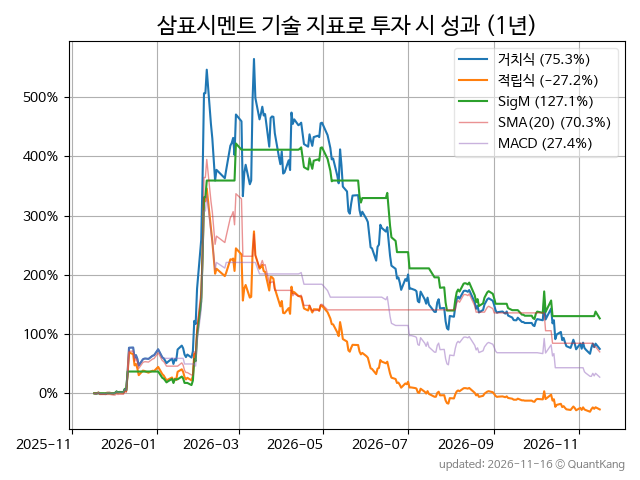 삼표시멘트 기술 지표로 투자 시 성과 (1년)
거치식 (75.3%)
적립식 (-27.2%)
SigM (127.1%)
SMA(20) (70.3%)
MACD (27.4%)
500%
400%
300%
200%
100%
0%
2025-11
2026-01
2026-03
2026-05
2026-07
2026-09
2026-11
updated: 2026-11-16 © QuantKang